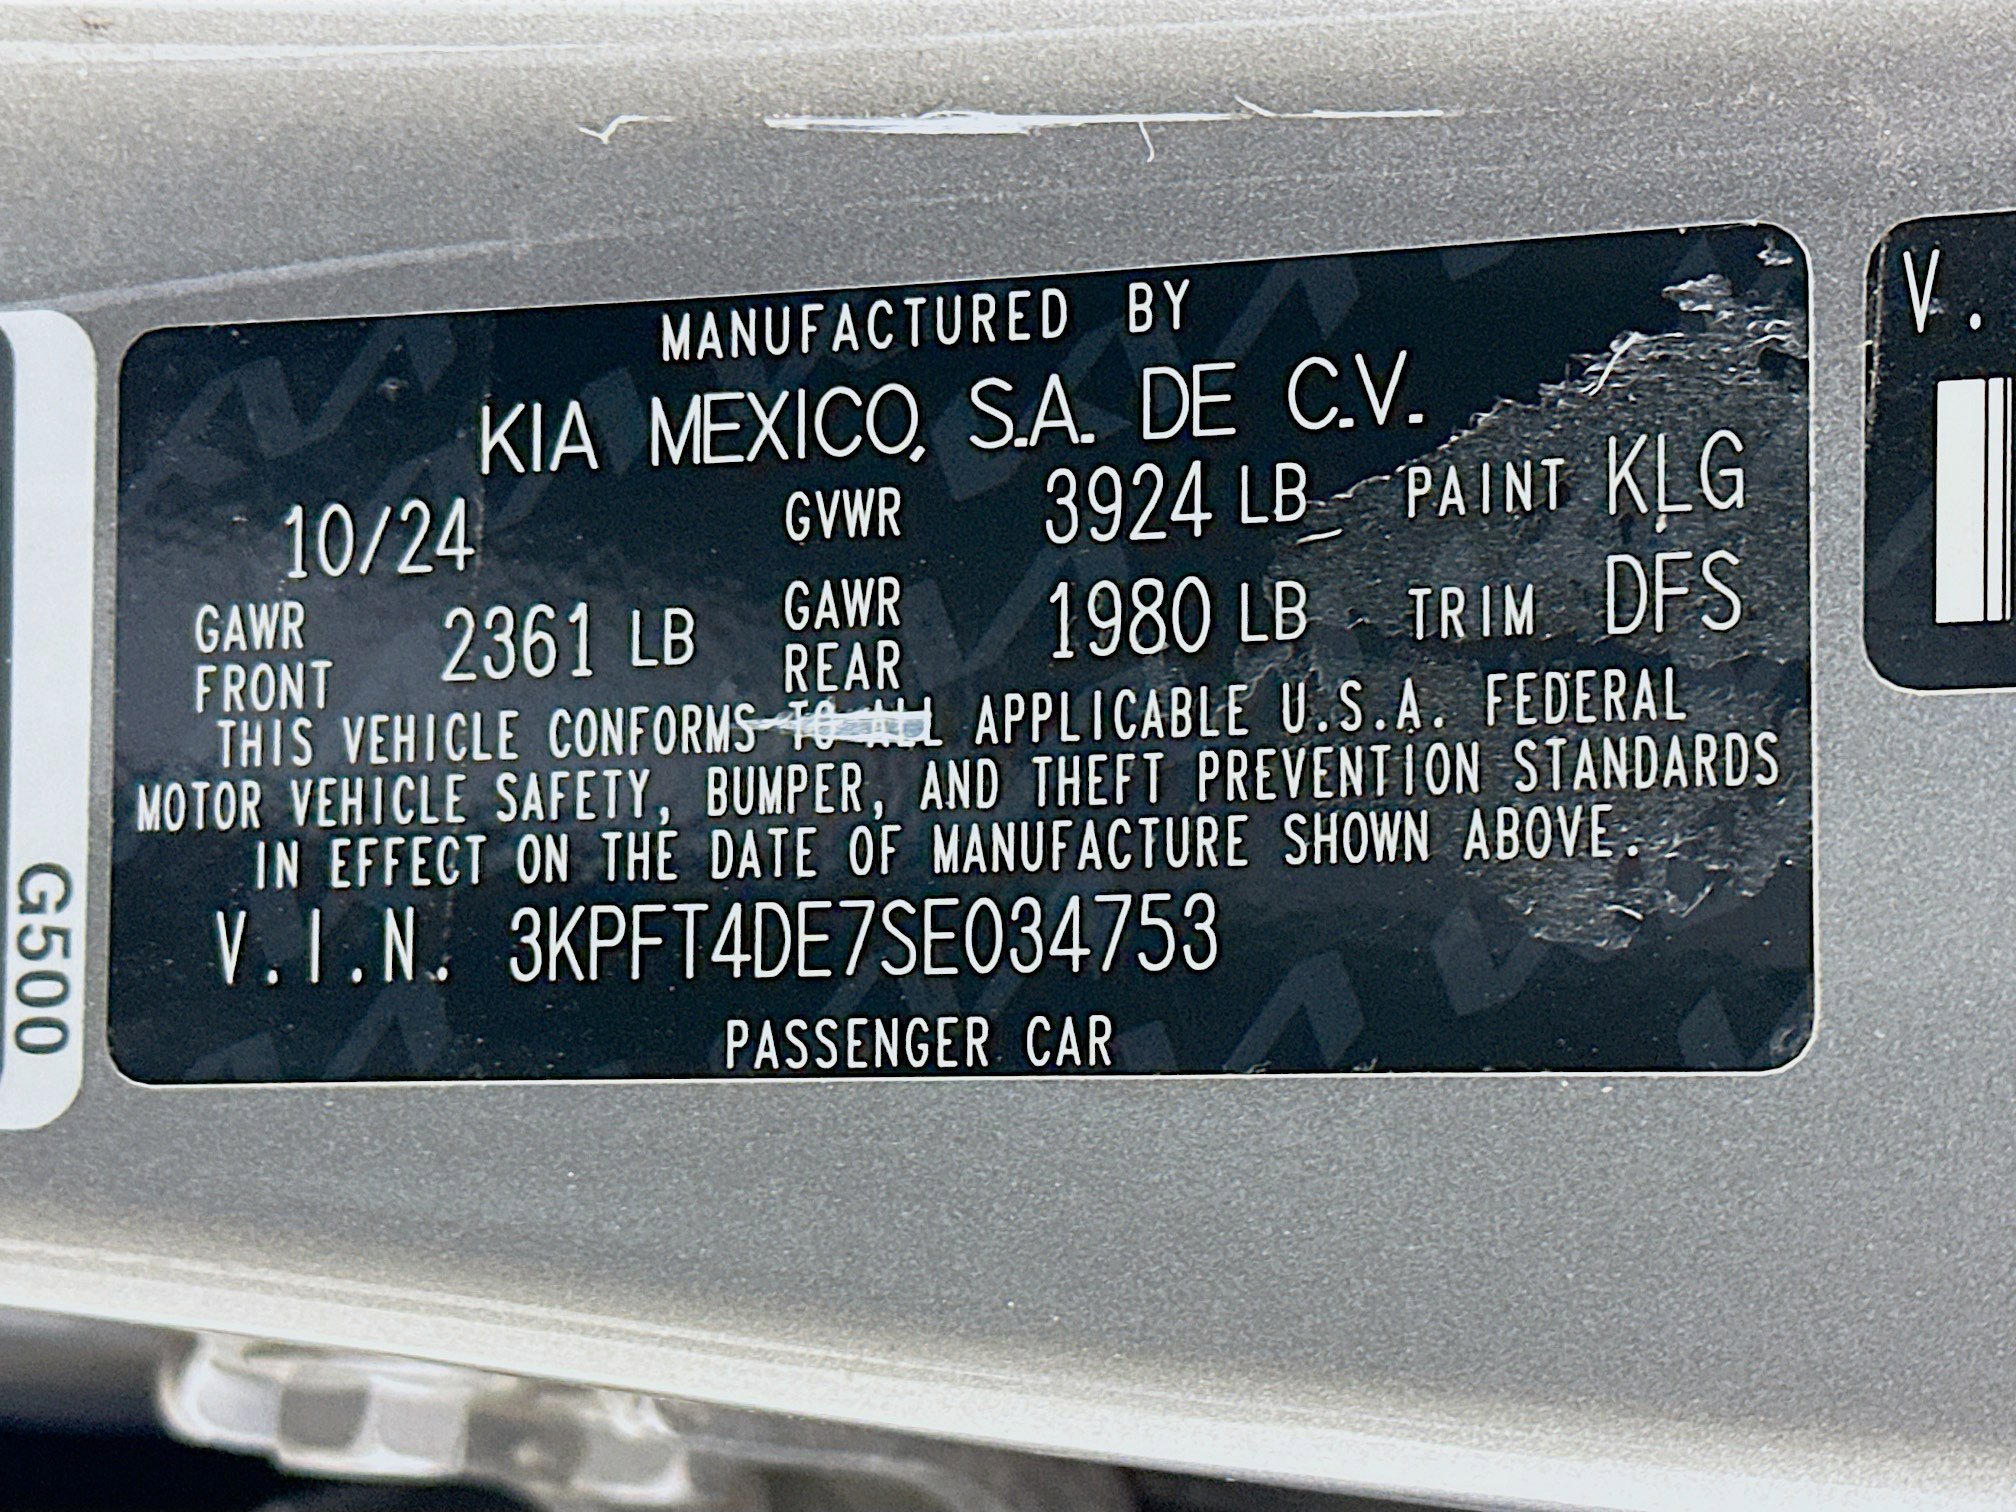 MANUFACTURED BY
KIA MEXICO, S.A. DE C.V.
10/24 GVWR 3924 LB PAINT KLG
GAWR FRONT 2361 LB GAWR REAR 1980 LB TRIM DFS
THIS VEHICLE CONFORMS TO ALL APPLICABLE U.S.A. FEDERAL
MOTOR VEHICLE SAFETY, BUMPER, AND THEFT PREVENTION STANDARDS
IN EFFECT ON THE DATE OF MANUFACTURE SHOWN ABOVE.
V.I.N. 3KPFT4DE7SE034753
PASSENGER CAR
G500
V.